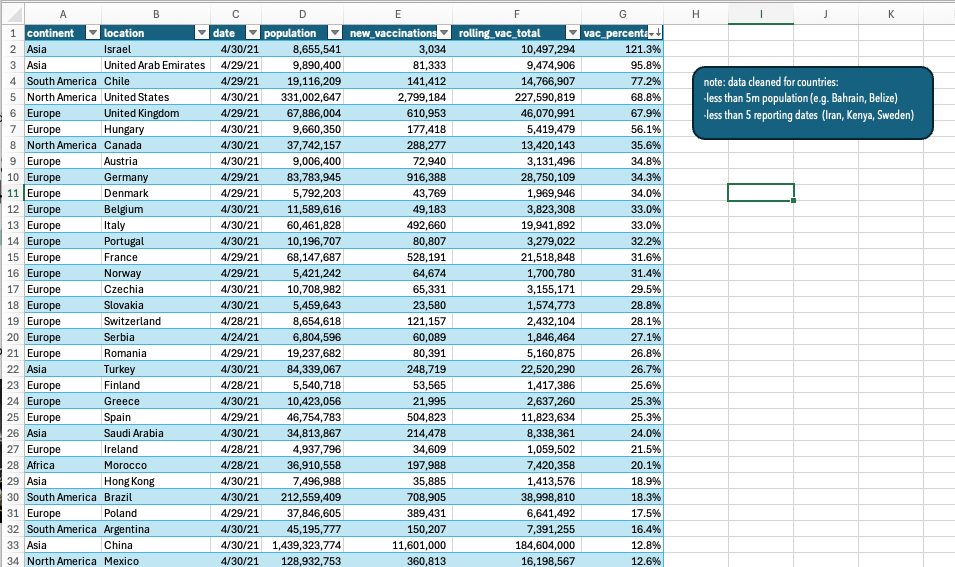 A B C D E F G H I J K
1 continent location date population new_vaccinations rolling_vac_total vac_percenta
2 Asia Israel 4/30/21 8,655,541 3,034 10,497,294 121.3%
3 Asia United Arab Emirates 4/29/21 9,890,400 81,333 9,474,906 95.8%
4 South America Chile 4/29/21 19,116,209 141,412 14,766,907 77.2%
5 North America United States 4/30/21 331,002,647 2,799,184 227,590,819 68.8%
6 Europe United Kingdom 4/29/21 67,886,004 610,953 46,070,991 67.9%
7 Europe Hungary 4/30/21 9,660,350 177,418 5,419,479 56.1%
8 North America Canada 4/30/21 37,742,157 288,277 13,420,143 35.6%
9 Europe Austria 4/30/21 9,006,400 72,940 3,131,496 34.8%
10 Europe Germany 4/29/21 83,783,945 916,388 28,750,109 34.3%
11 Europe Denmark 4/29/21 5,792,203 43,769 1,969,946 34.0%
12 Europe Belgium 4/30/21 11,589,616 49,183 3,823,308 33.0%
13 Europe Italy 4/30/21 60,461,828 492,660 19,941,892 33.0%
14 Europe Portugal 4/30/21 10,196,707 80,807 3,279,022 32.2%
15 Europe France 4/29/21 68,147,687 528,191 21,518,848 31.6%
16 Europe Norway 4/29/21 5,421,242 64,674 1,700,780 31.4%
17 Europe Czechia 4/30/21 10,708,982 65,331 3,155,171 29.5%
18 Europe Slovakia 4/30/21 5,459,643 23,580 1,574,773 28.8%
19 Europe Switzerland 4/28/21 8,654,618 121,157 2,432,104 28.1%
20 Europe Serbia 4/24/21 6,804,596 60,089 1,846,464 27.1%
21 Europe Romania 4/29/21 19,237,682 80,391 5,160,875 26.8%
22 Asia Turkey 4/30/21 84,339,067 248,719 22,520,290 26.7%
23 Europe Finland 4/28/21 5,540,718 53,565 1,417,386 25.6%
24 Europe Greece 4/30/21 10,423,056 21,995 2,637,260 25.3%
25 Europe Spain 4/29/21 46,754,783 504,823 11,823,634 25.3%
26 Asia Saudi Arabia 4/30/21 34,813,867 214,478 8,338,361 24.0%
27 Europe Ireland 4/28/21 4,937,796 34,609 1,059,502 21.5%
28 Africa Morocco 4/28/21 36,910,558 197,988 7,420,358 20.1%
29 Asia Hong Kong 4/30/21 7,496,988 35,885 1,413,576 18.9%
30 South America Brazil 4/30/21 212,559,409 708,905 38,998,810 18.3%
31 Europe Poland 4/29/21 37,846,605 389,431 6,641,492 17.5%
32 South America Argentina 4/30/21 45,195,777 150,207 7,391,255 16.4%
33 Asia China 4/30/21 1,439,323,774 11,601,000 184,604,000 12.8%
34 North America Mexico 4/30/21 128,932,753 360,813 16,198,567 12.6%
note: data cleaned for countries:
-less than 5m population (e.g. Bahrain, Belize)
-less than 5 reporting dates (Iran, Kenya, Sweden)